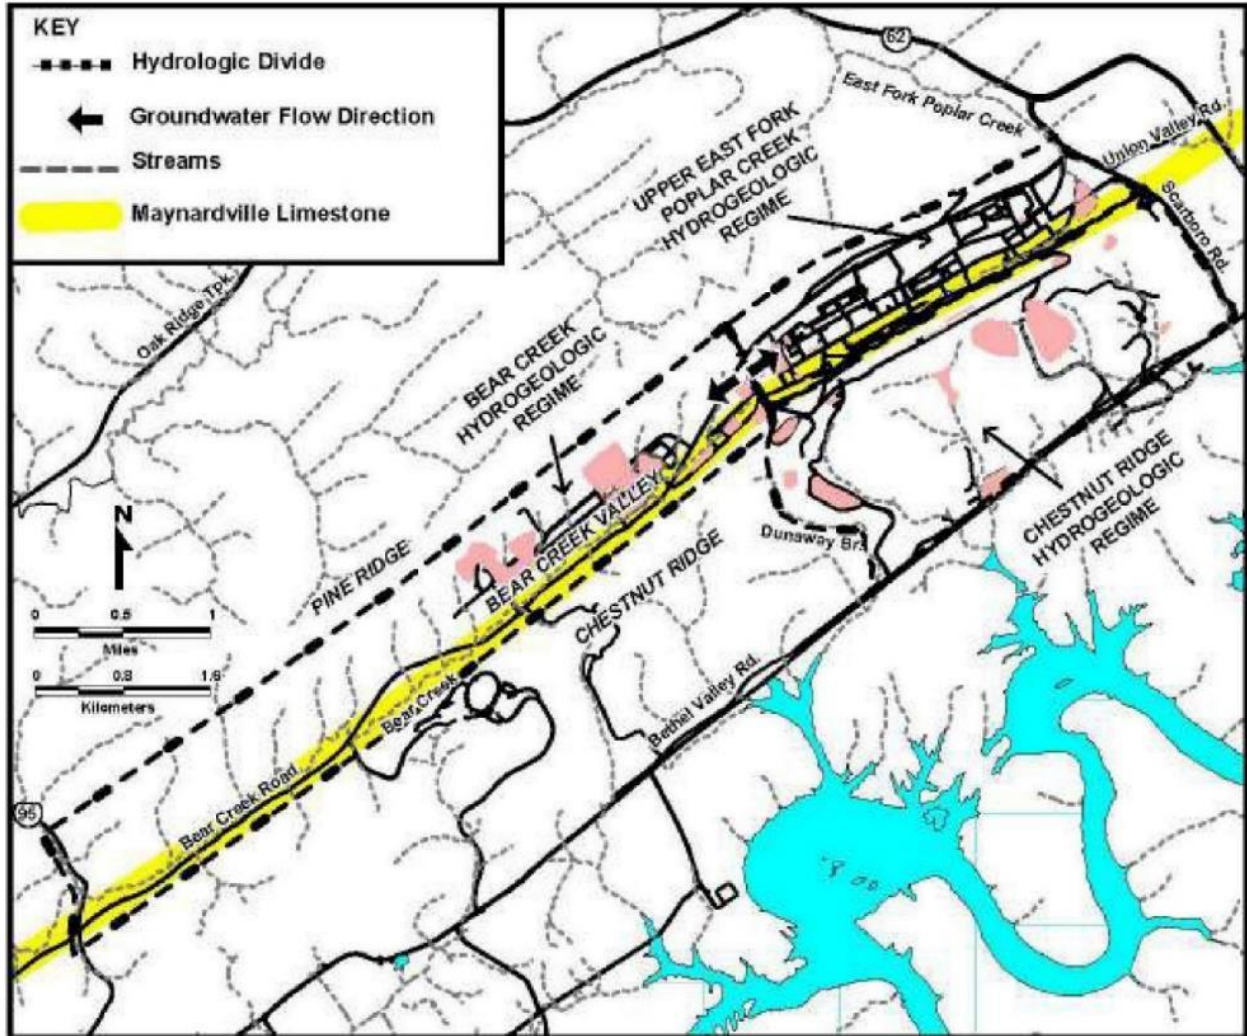 KEY
Hydrologic Divide
Groundwater Flow Direction
Streams
Maynardville Limestone
62
East Fork Poplar Creek
Union Valley Rd.
Scarboro Rd.
UPPER EAST FORK
POPLAR CREEK
HYDROGEOLOGIC
REGIME
Oak Ridge Tpk.
BEAR CREEK
HYDROGEOLOGIC
REGIME
BEAR CREEK VALLEY
CHESTNUT RIDGE
HYDROGEOLOGIC
REGIME
Dunaway Br.
N
PINE RIDGE
CHESTNUT RIDGE
0 0.5 1
Miles
0 0.8 1.6
Kilometers
Bear Creek
Bethel Valley Rd.
Bear Creek Road
95